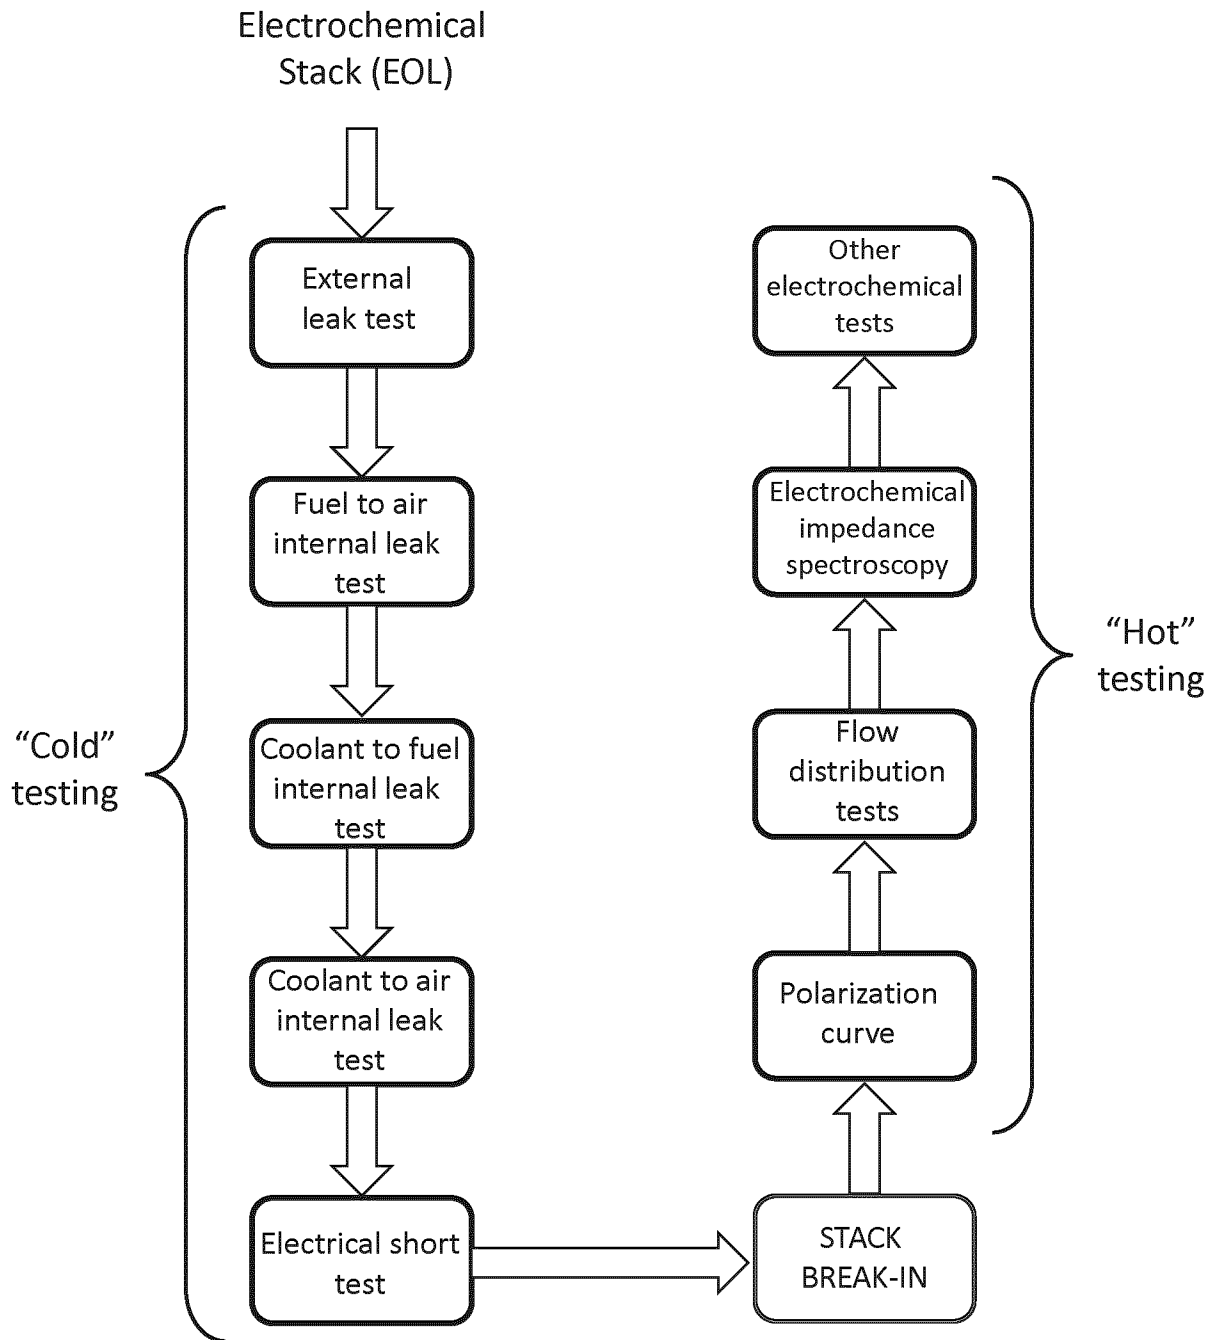 Electrochemical
Stack (EOL)
External
leak test
Fuel to air
internal leak
test
Coolant to fuel
internal leak
test
Coolant to air
internal leak
test
Electrical short
test
“Cold”
testing
STACK
BREAK-IN
Polarization
curve
Flow
distribution
tests
Electrochemical
impedance
spectroscopy
Other
electrochemical
tests
“Hot”
testing